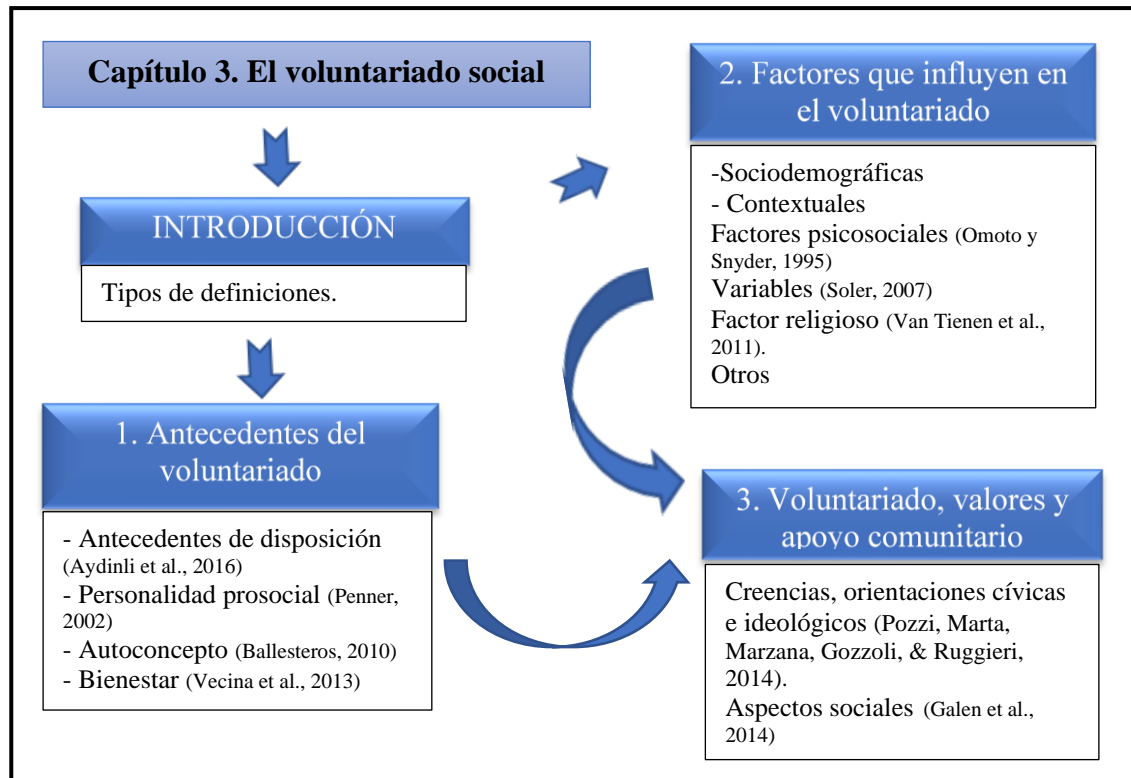 Capítulo 3. El voluntariado social
INTRODUCCIÓN
Tipos de definiciones.
1. Antecedentes del
voluntariado
- Antecedentes de disposición
(Aydinli et al., 2016)
- Personalidad prosocial (Penner,
2002)
- Autoconcepto (Ballesteros, 2010)
- Bienestar (Vecina et al., 2013)
2. Factores que influyen en
el voluntariado
-Sociodemográficas
- Contextuales
Factores psicosociales (Omoto y
Snyder, 1995)
Variables (Soler, 2007)
Factor religioso (Van Tienen et al.,
2011).
Otros
3. Voluntariado, valores y
apoyo comunitario
Creencias, orientaciones cívicas
e ideológicos (Pozzi, Marta,
Marzana, Gozzoli, & Ruggieri,
2014).
Aspectos sociales (Galen et al.,
2014)